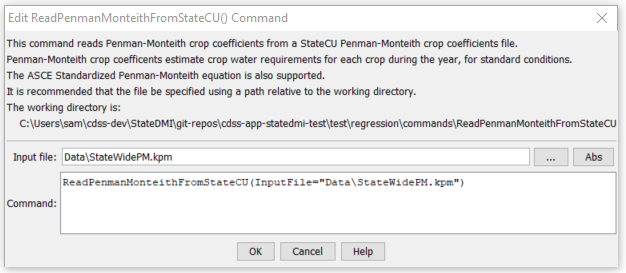 Edit ReadPenmanMonteithFromStateCU() Command
This command reads Penman-Monteith crop coefficients from a StateCU Penman-Monteith crop coefficients file.
Penman-Monteith crop coefficents estimate crop water requirements for each crop during the year, for standard conditions.
The ASCE Standardized Penman-Monteith equation is also supported.
It is recommended that the file be specified using a path relative to the working directory.
The working directory is:
C:\Users\sam\cdss-dev\StateDMI\git-repos\cdss-app-statedmi-test\test\regression\commands\ReadPenmanMonteithFromStateCU
Input file: Data\StateWidePM.kpm ... Abs
ReadPenmanMonteithFromStateCU(InputFile="Data\StateWidePM.kpm")
Command:
OK Cancel Help